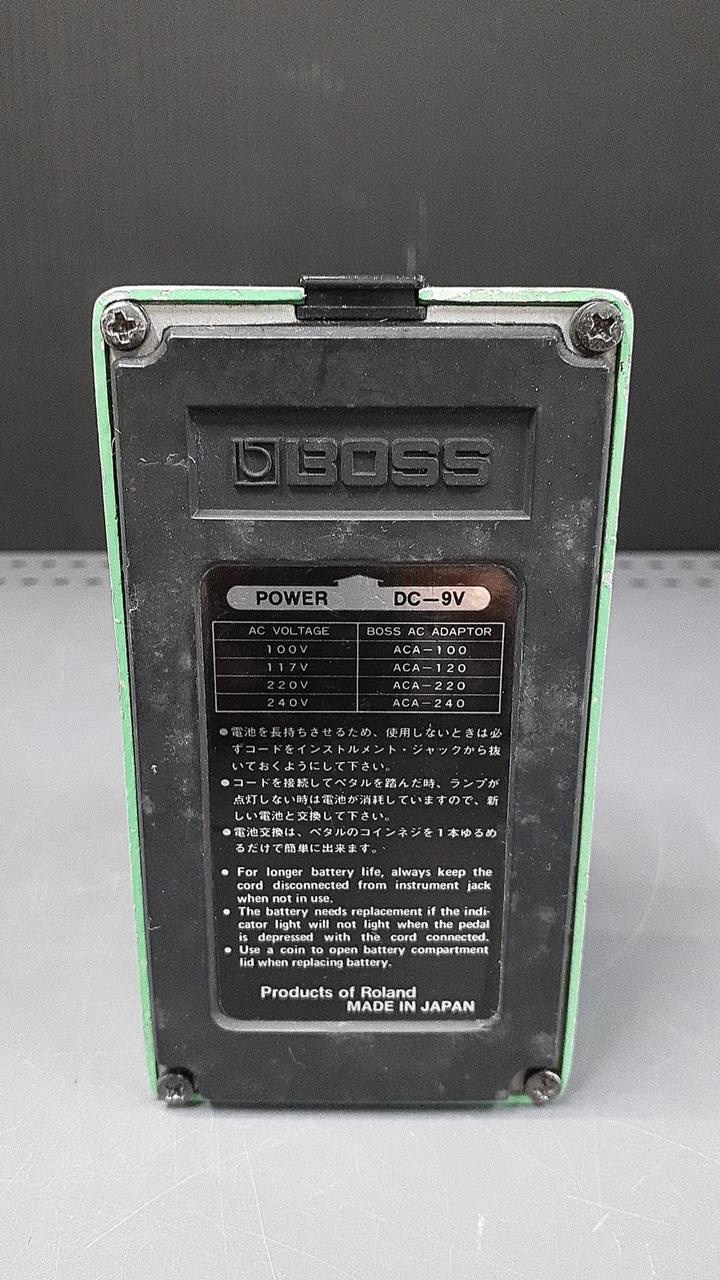 BOSS
POWER DC-9V
AC VOLTAGE BOSS AC ADAPTOR
100V ACA-100
117V ACA-120
220V ACA-220
240V ACA-240
●電池を長持ちさせるため、使用しないときは必
ずコードをインストルメント・ジャックから抜
いておくようにして下さい。
●コードを接続してペタルを踏んだ時、ランプが
点灯しない時は電池が消耗していますので、新
しい電池と交換して下さい。
●電池交換は、ペタルのコインネジを1本ゆるめ
るだけで簡単に出来ます。
● For longer battery life, always keep the
cord disconnected from instrument jack
when not in use.
● The battery needs replacement if the indi-
cator light will not light when the pedal
is depressed with the cord connected.
● Use a coin to open battery compartment
lid when replacing battery.
Products of Roland
MADE IN JAPAN